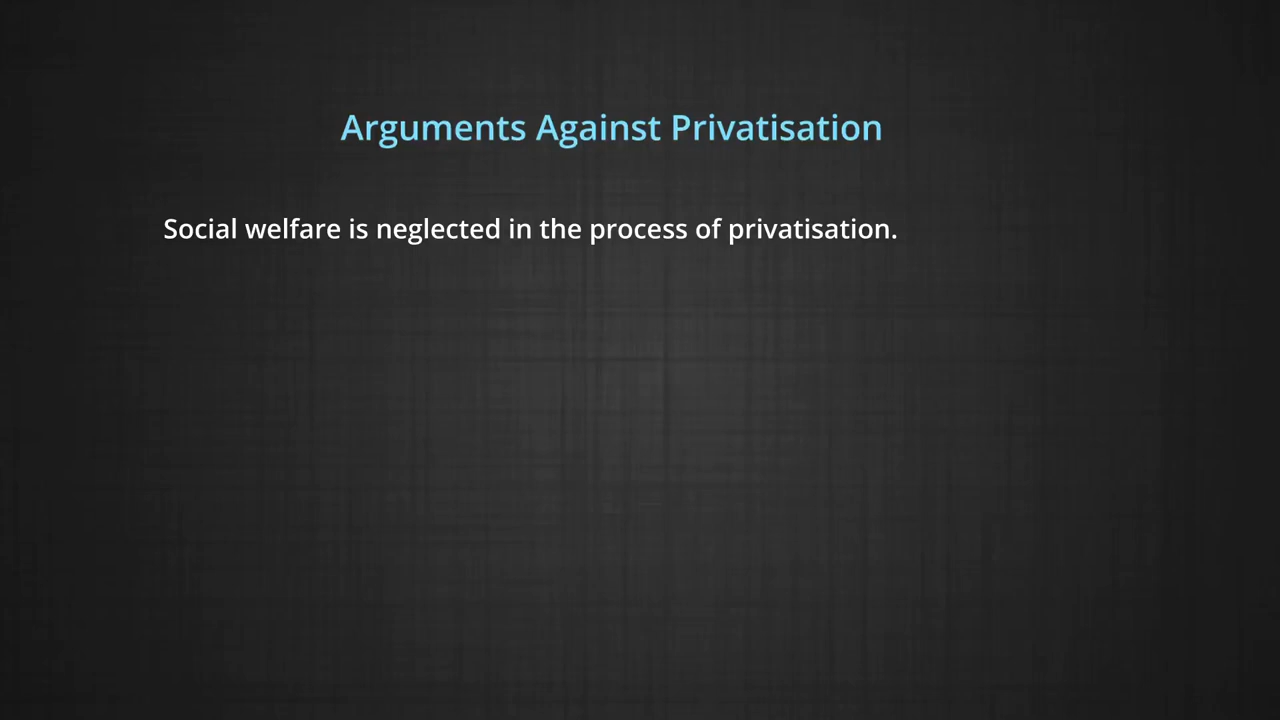 Arguments Against Privatisation
Social welfare is neglected in the process of privatisation.